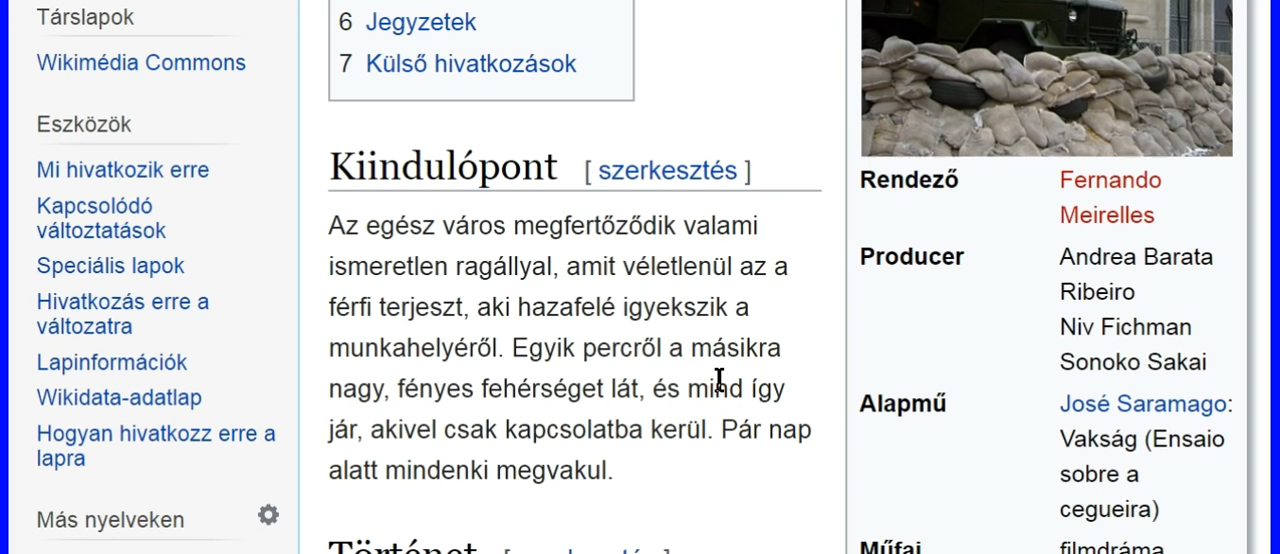 Társlapok
Wikimédia Commons
Eszközök
Mi hivatkozik erre
Kapcsolódó
változtatások
Speciális lapok
Hivatkozás erre a
változatra
Lapinformációk
Wikidata-adatlap
Hogyan hivatkozz erre a
lapra
Más nyelveken
6 Jegyzetek
7 Külső hivatkozások
Kiindulópont [ szerkesztés ]
Az egész város megfertőződik valami
ismeretlen ragállyal, amit véletlenül az a
férfi terjeszt, aki hazafelé igyekszik a
munkahelyéről. Egyik percről a másikra
nagy, fényes fehérséget lát, és mind így
jár, akivel csak kapcsolatba kerül. Pár nap
alatt mindenki megvakul.
Történet [ szerkesztés ]
Rendező Fernando
Meirelles
Producer Andrea Barata
Ribeiro
Niv Fichman
Sonoko Sakai
Alapmű José Saramago:
Vakság (Ensaio
sobre a
cegueira)
Műfaj filmdráma